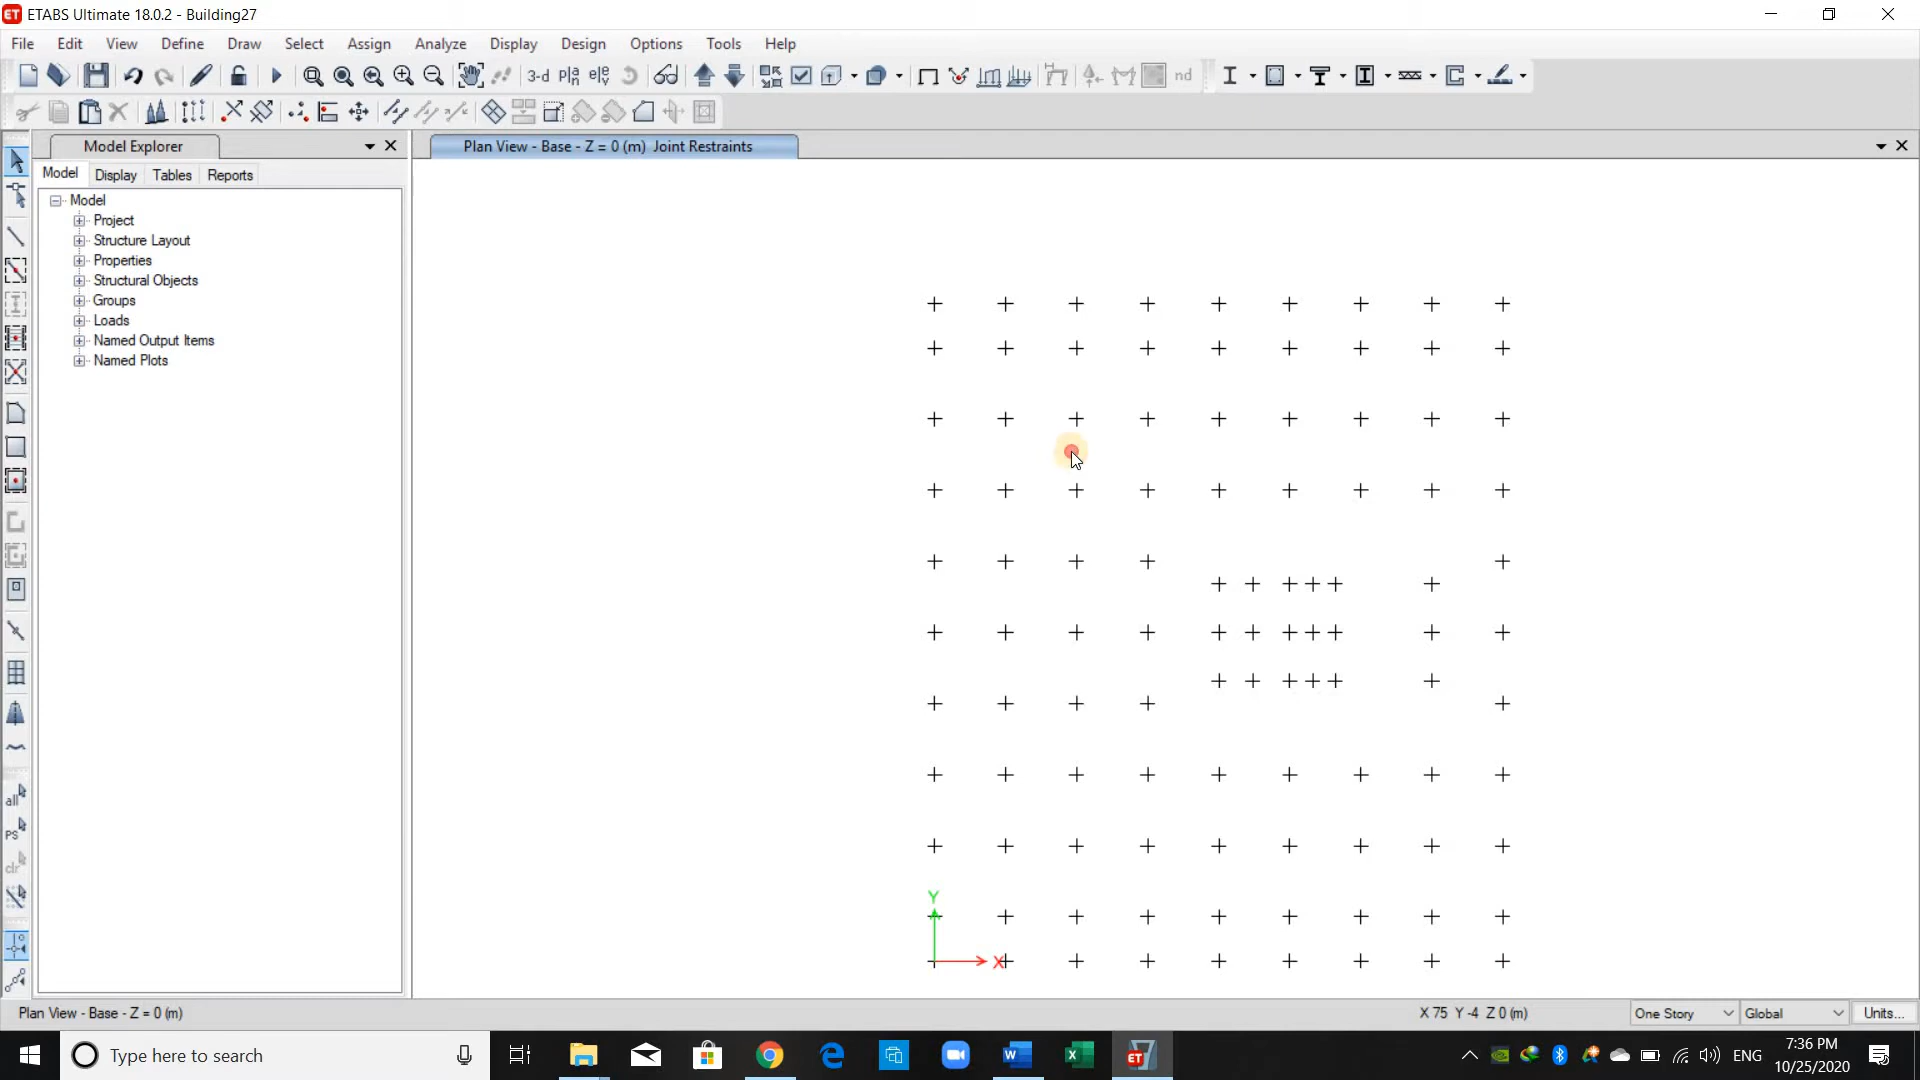 ETABS Ultimate 18.0.2 - Building27
File Edit View Define Draw Select Assign Analyze Display Design Options Tools Help
3-d nd
Model Explorer
Plan View - Base - Z = 0 (m) Joint Restraints
Model Display Tables Reports
Model
Project
Structure Layout
Properties
Structural Objects
Groups
Loads
Named Output Items
Named Plots
all
PS
clr
Y
X
Plan View - Base - Z = 0 (m)
X 75 Y -4 Z 0 (m)
One Story
Global
Units...
Type here to search
ENG
7:36 PM
10/25/2020